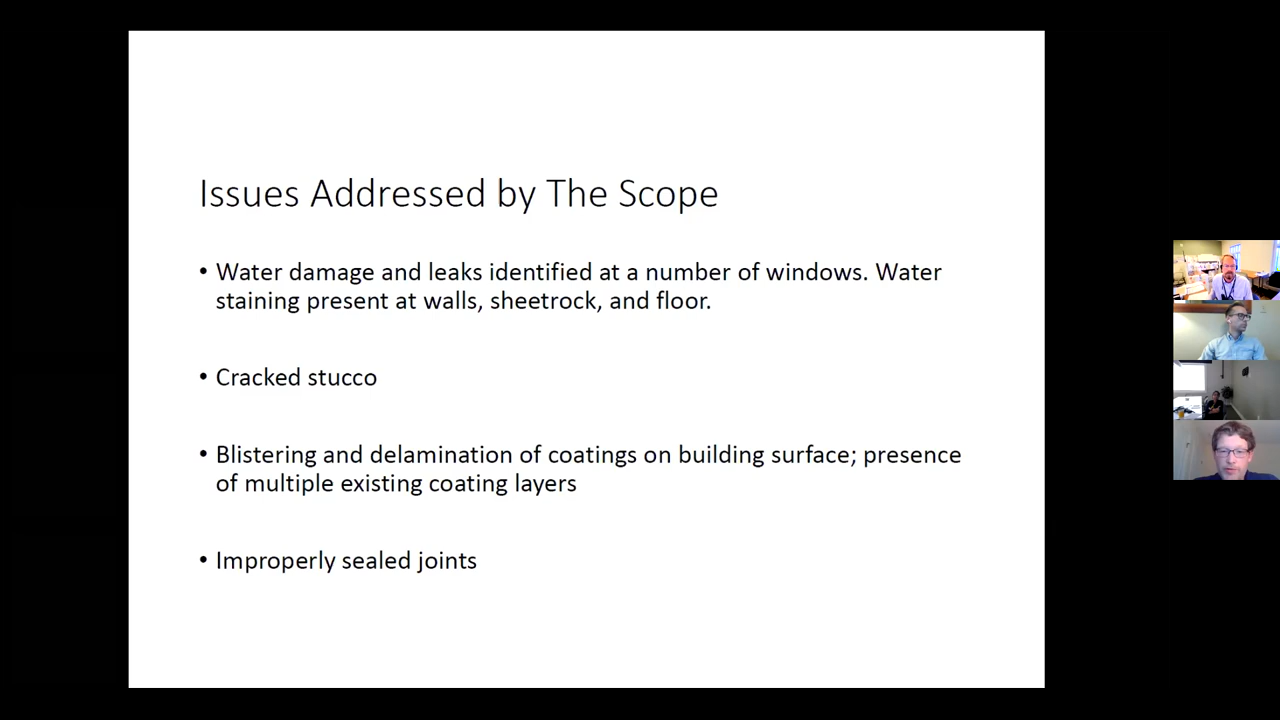 Issues Addressed by The Scope
• Water damage and leaks identified at a number of windows. Water
staining present at walls, sheetrock, and floor.
• Cracked stucco
• Blistering and delamination of coatings on building surface; presence
of multiple existing coating layers
• Improperly sealed joints